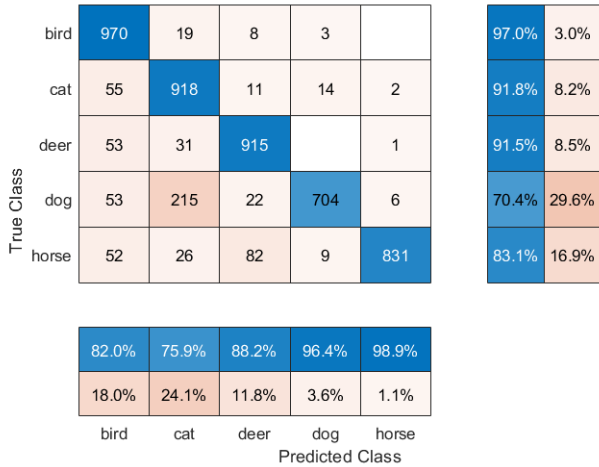 bird 970 19 8 3 97.0% 3.0%
cat 55 918 11 14 2 91.8% 8.2%
deer 53 31 915 1 91.5% 8.5%
dog 53 215 22 704 6 70.4% 29.6%
horse 52 26 82 9 831 83.1% 16.9%
True Class
82.0% 75.9% 88.2% 96.4% 98.9%
18.0% 24.1% 11.8% 3.6% 1.1%
bird cat deer dog horse
Predicted Class